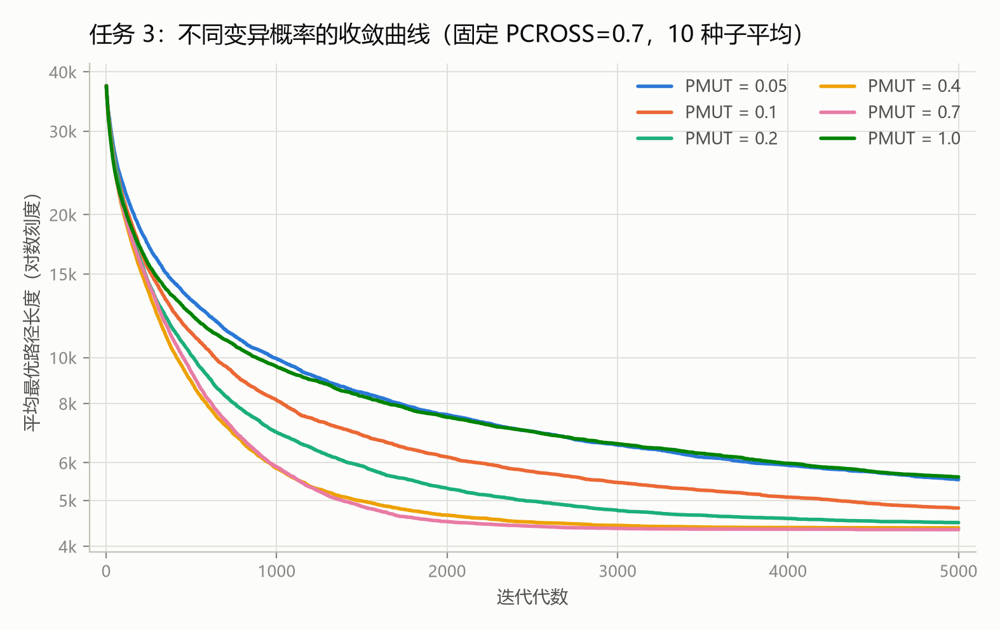 任务 3：不同变异概率的收敛曲线（固定 PCROSS=0.7，10 种子平均）
PMUT = 0.05
PMUT = 0.1
PMUT = 0.2
PMUT = 0.4
PMUT = 0.7
PMUT = 1.0
平均最优路径长度（对数刻度）
40k
30k
20k
15k
10k
8k
6k
5k
4k
0 1000 2000 3000 4000 5000
迭代代数